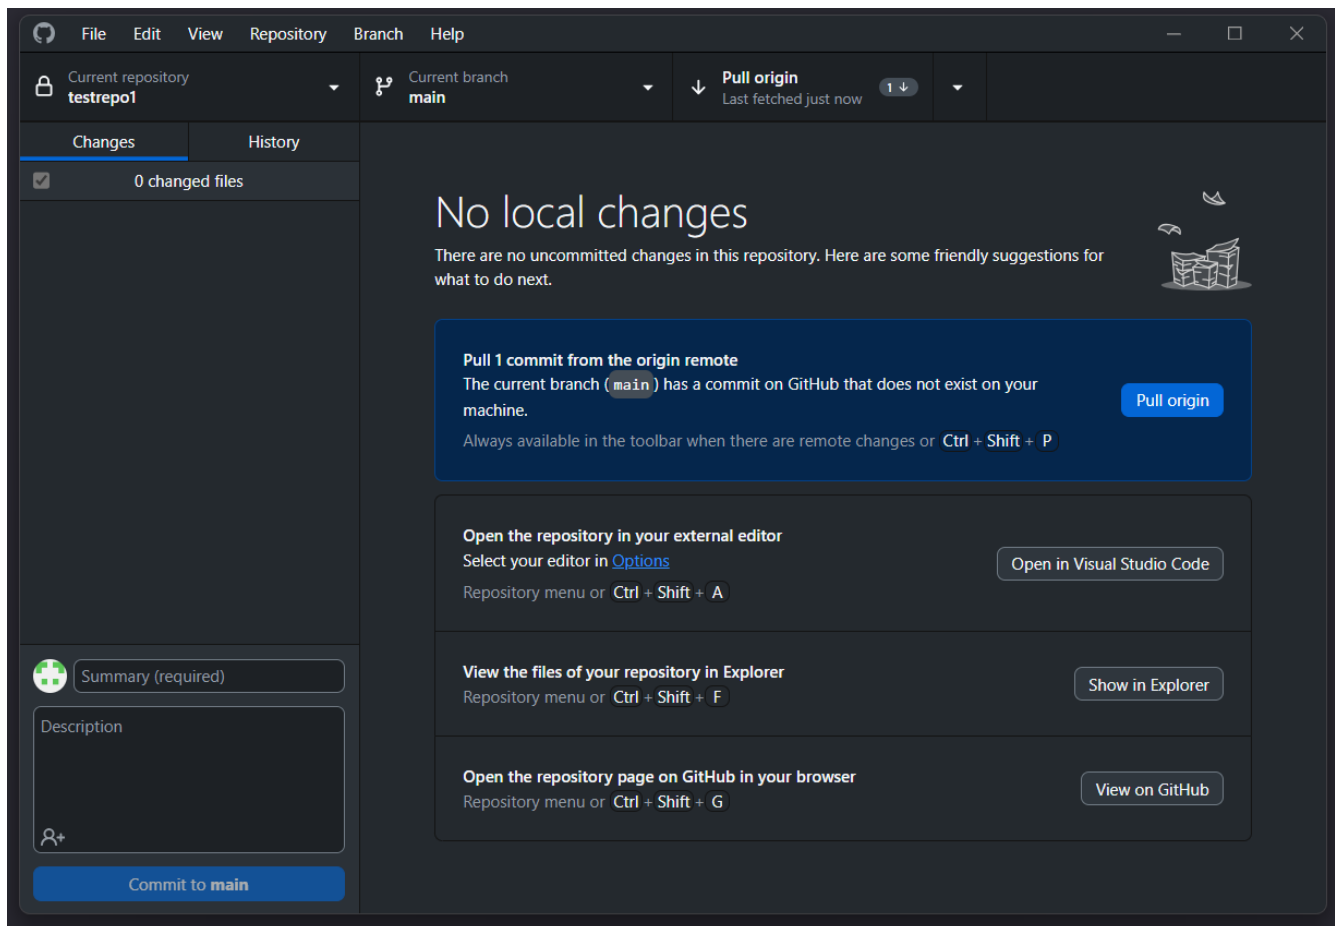 File Edit View Repository Branch Help
Current repository
testrepo1
Current branch
main
Pull origin
Last fetched just now
1
Changes History
0 changed files
No local changes
There are no uncommitted changes in this repository. Here are some friendly suggestions for
what to do next.
Pull 1 commit from the origin remote
The current branch (main) has a commit on GitHub that does not exist on your
machine.
Always available in the toolbar when there are remote changes or Ctrl + Shift + P
Pull origin
Open the repository in your external editor
Select your editor in Options
Repository menu or Ctrl + Shift + A
Open in Visual Studio Code
View the files of your repository in Explorer
Repository menu or Ctrl + Shift + F
Show in Explorer
Open the repository page on GitHub in your browser
Repository menu or Ctrl + Shift + G
View on GitHub
Summary (required)
Description
Commit to main